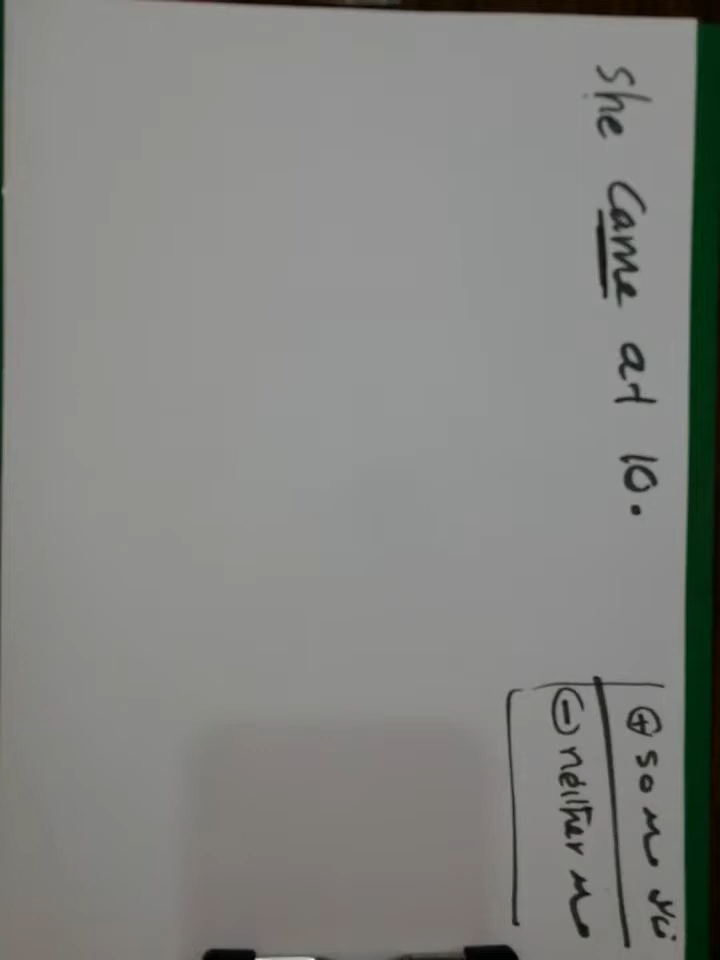 she came at 10.
⊕ so
⊖ neither